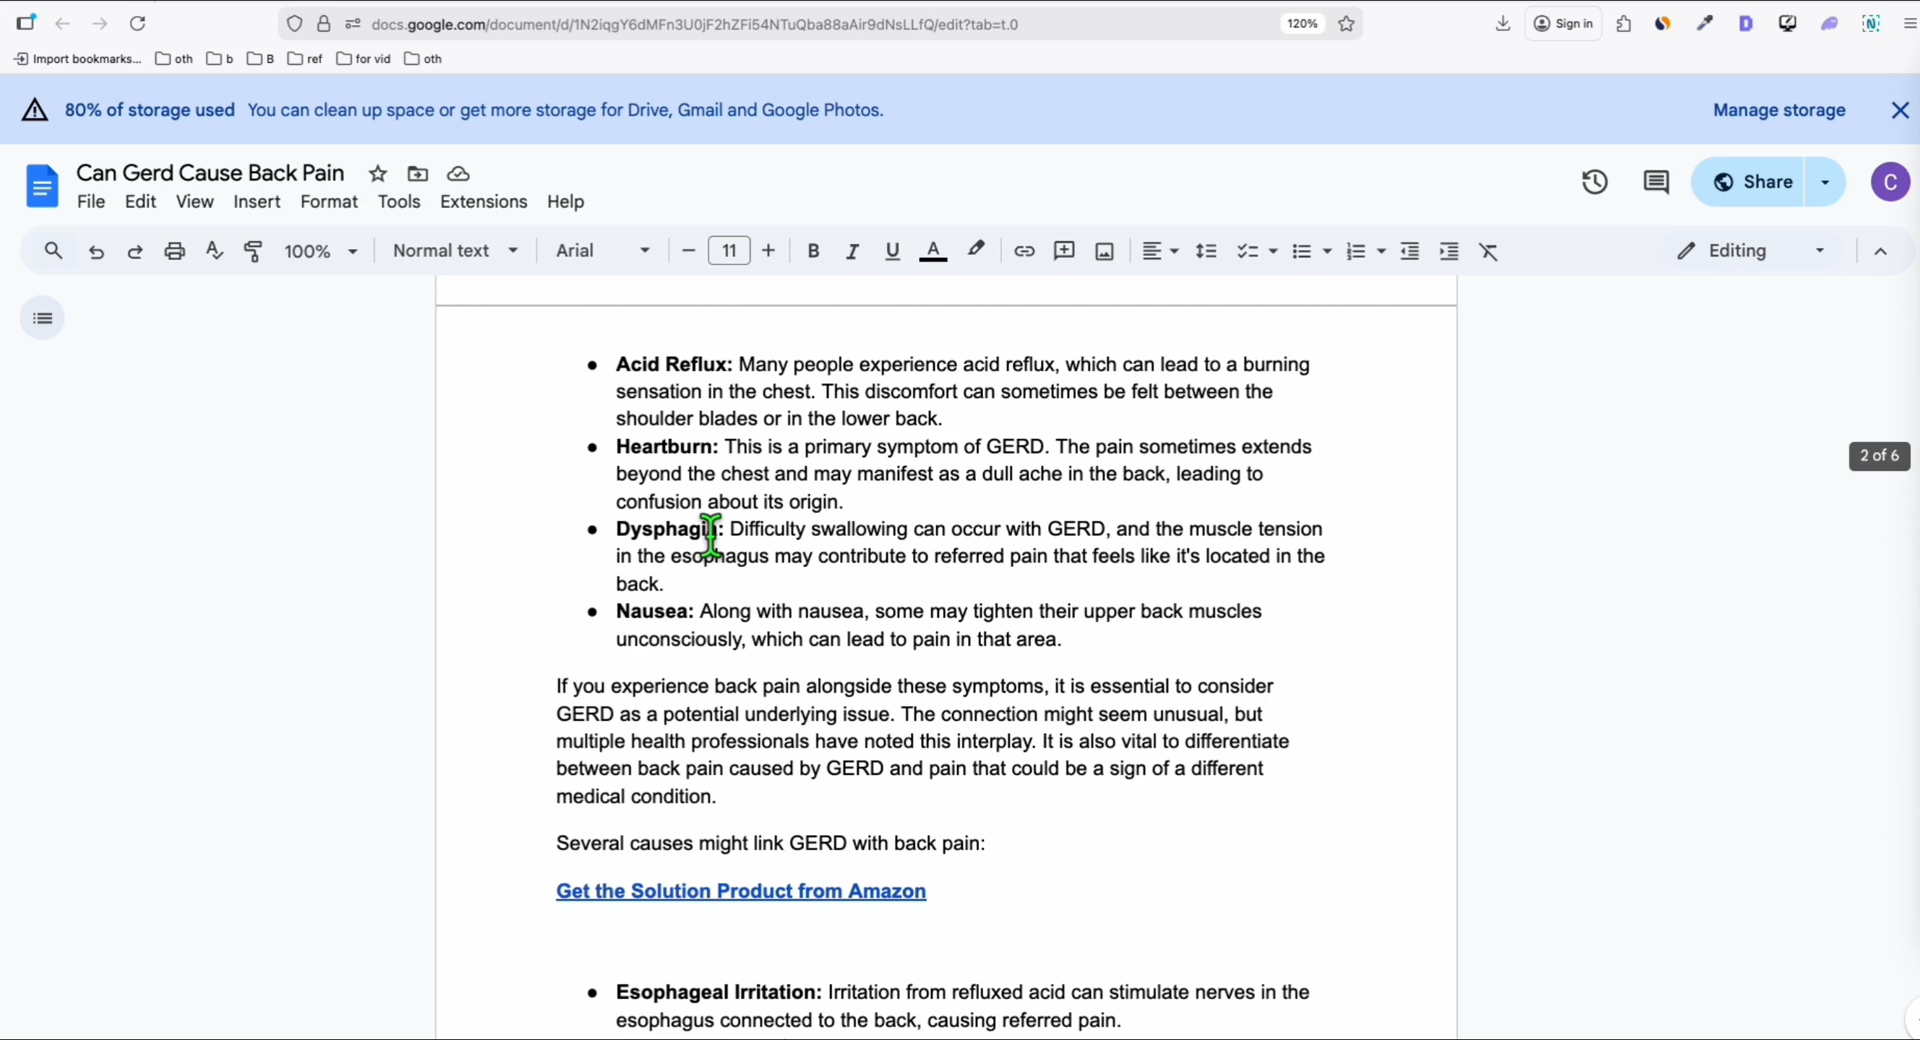 docs.google.com/document/d/1N2iqgY6dMFn3U0jF2hZFi54NTuQba88aAir9dNsLLfQ/edit?tab=t.0
120%
Sign in
Import bookmarks...
oth
b
B
ref
for vid
oth
80% of storage used You can clean up space or get more storage for Drive, Gmail and Google Photos.
Manage storage
Can Gerd Cause Back Pain
File Edit View Insert Format Tools Extensions Help
Share
C
100%
Normal text
Arial
11
B
I
U
A
Editing
● Acid Reflux: Many people experience acid reflux, which can lead to a burning
sensation in the chest. This discomfort can sometimes be felt between the
shoulder blades or in the lower back.
● Heartburn: This is a primary symptom of GERD. The pain sometimes extends
beyond the chest and may manifest as a dull ache in the back, leading to
confusion about its origin.
● Dysphagia: Difficulty swallowing can occur with GERD, and the muscle tension
in the esophagus may contribute to referred pain that feels like it's located in the
back.
● Nausea: Along with nausea, some may tighten their upper back muscles
unconsciously, which can lead to pain in that area.
If you experience back pain alongside these symptoms, it is essential to consider
GERD as a potential underlying issue. The connection might seem unusual, but
multiple health professionals have noted this interplay. It is also vital to differentiate
between back pain caused by GERD and pain that could be a sign of a different
medical condition.
Several causes might link GERD with back pain:
Get the Solution Product from Amazon
● Esophageal Irritation: Irritation from refluxed acid can stimulate nerves in the
esophagus connected to the back, causing referred pain.
2 of 6